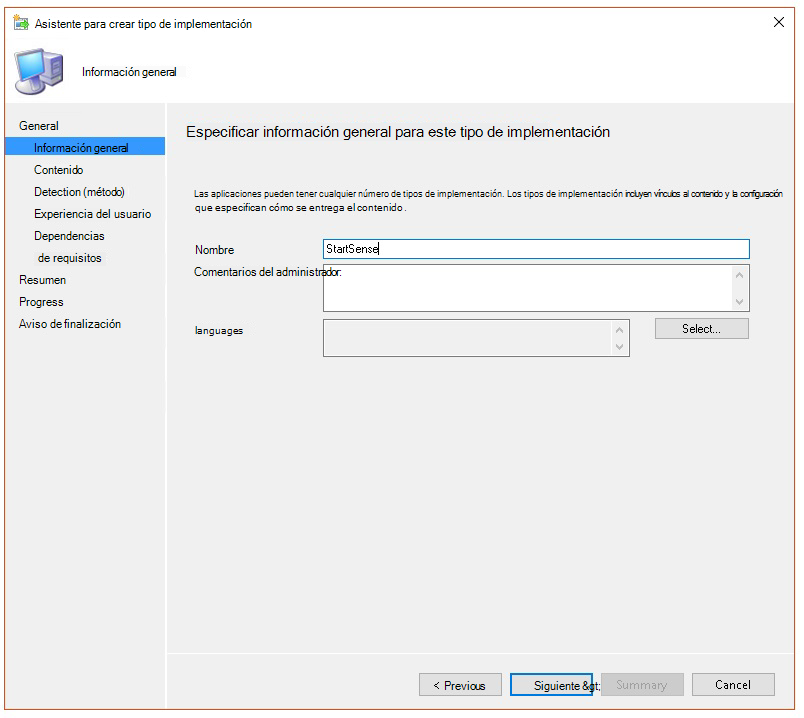 Asistente para crear tipo de implementación
Información general
General
Información general
Contenido
Detection (método)
Experiencia del usuario
Dependencias
de requisitos
Resumen
Progress
Aviso de finalización
Especificar información general para este tipo de implementación
Las aplicaciones pueden tener cualquier número de tipos de implementación. Los tipos de implementación incluyen vínculos al contenido y la configuración
que especifican cómo se entrega el contenido .
Nombre
StartSense
Comentarios del administrador:
languages
Select...
< Previous
Siguiente &gt;
Summary
Cancel